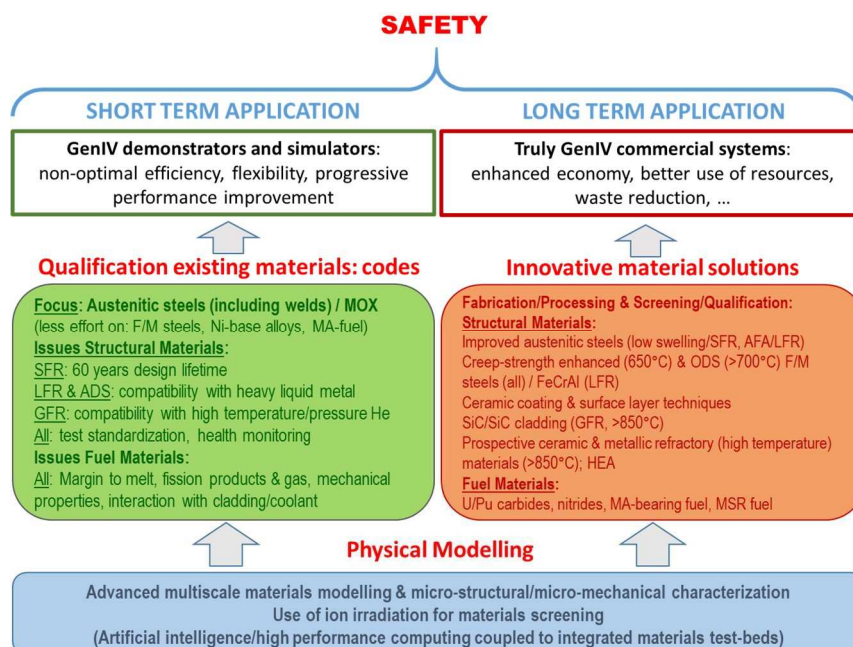 SAFETY
SHORT TERM APPLICATION
GenIV demonstrators and simulators:
non-optimal efficiency, flexibility, progressive
performance improvement
Qualification existing materials: codes
Focus: Austenitic steels (including welds) / MOX
(less effort on: F/M steels, Ni-base alloys, MA-fuel)
Issues Structural Materials:
SFR: 60 years design lifetime
LFR & ADS: compatibility with heavy liquid metal
GFR: compatibility with high temperature/pressure He
All: test standardization, health monitoring
Issues Fuel Materials:
All: Margin to melt, fission products & gas, mechanical
properties, interaction with cladding/coolant
LONG TERM APPLICATION
Truly GenIV commercial systems:
enhanced economy, better use of resources,
waste reduction, ...
Innovative material solutions
Fabrication/Processing & Screening/Qualification:
Structural Materials:
Improved austenitic steels (low swelling/SFR, AFA/LFR)
Creep-strength enhanced (650°C) & ODS (>700°C) F/M
steels (all) / FeCrAl (LFR)
Ceramic coating & surface layer techniques
SiC/SiC cladding (GFR, >850°C)
Prospective ceramic & metallic refractory (high temperature)
materials (>850°C); HEA
Fuel Materials:
U/Pu carbides, nitrides, MA-bearing fuel, MSR fuel
Physical Modelling
Advanced multiscale materials modelling & micro-structural/micro-mechanical characterization
Use of ion irradiation for materials screening
(Artificial intelligence/high performance computing coupled to integrated materials test-beds)